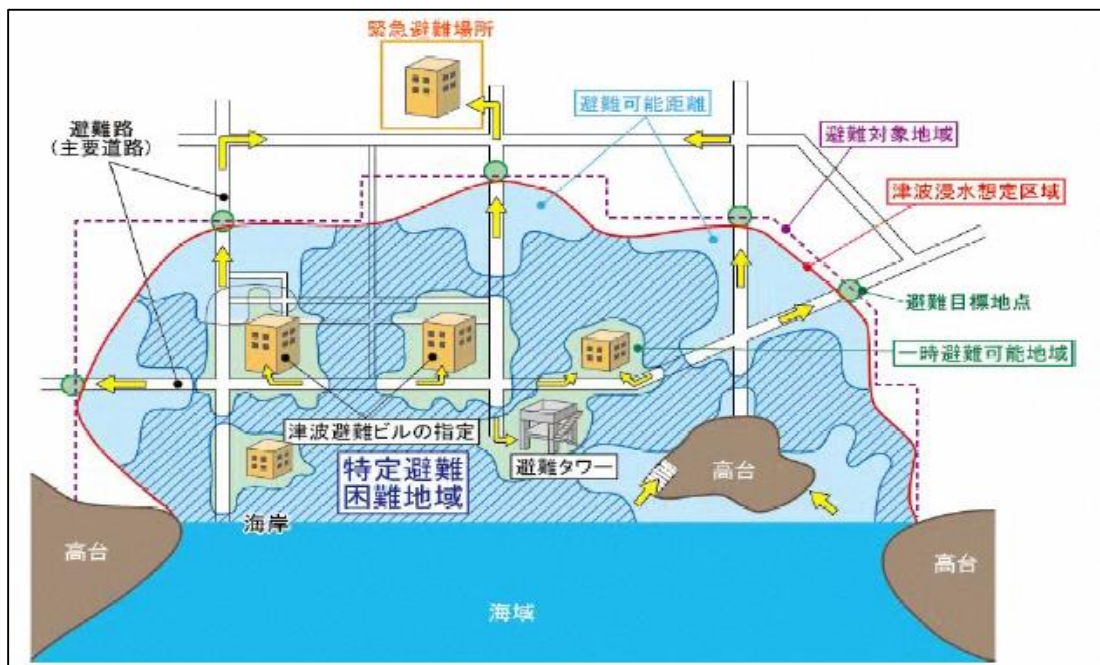 緊急避難場所
避難路
(主要道路)
避難可能距離
避難対象地域
津波浸水想定区域
避難目標地点
一時避難可能地域
津波避難ビルの指定
避難タワー
特定避難
困難地域
高台
海岸
高台
高台
海域